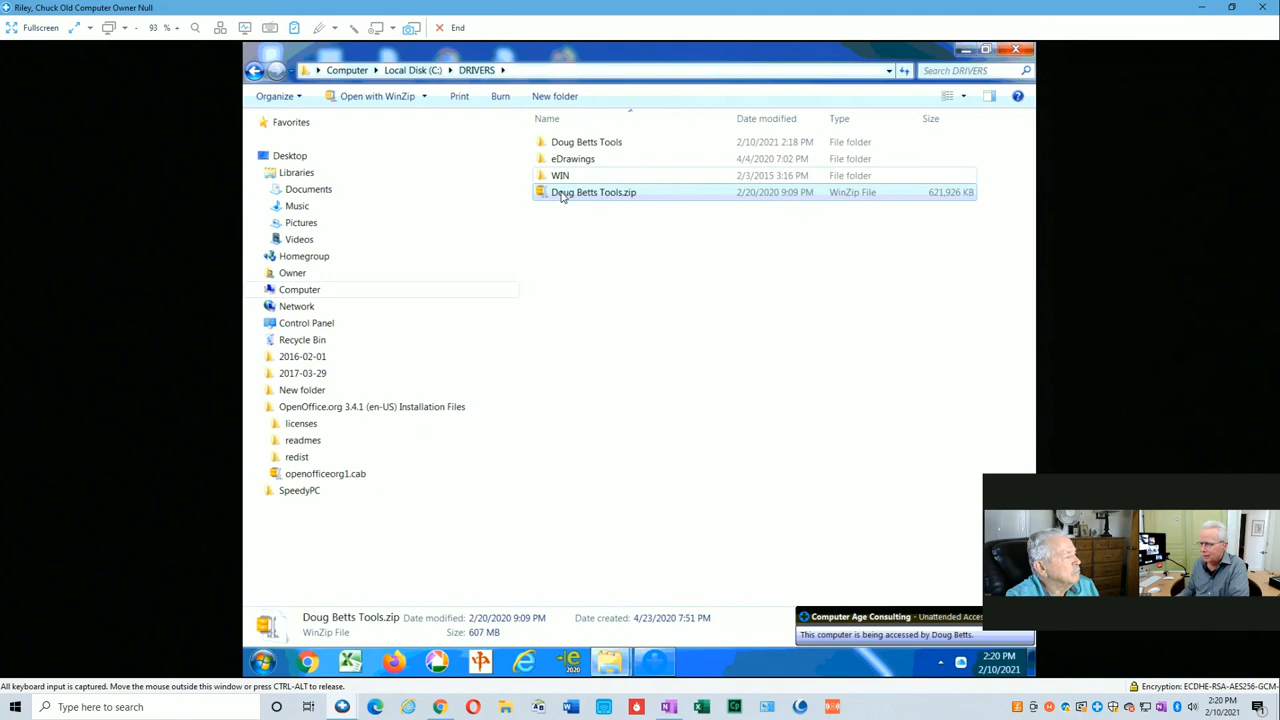 Riley, Chuck Old Computer Owner Null
Fullscreen 93 % End
Computer Local Disk (C:) DRIVERS Search DRIVERS
Organize Open with WinZip Print Burn New folder
Favorites
Desktop
Libraries
Documents
Music
Pictures
Videos
Homegroup
Owner
Computer
Network
Control Panel
Recycle Bin
2016-02-01
2017-03-29
New folder
OpenOffice.org 3.4.1 (en-US) Installation Files
licenses
readmes
redist
openofficeorg1.cab
SpeedyPC
Name Date modified Type Size
Doug Betts Tools 2/10/2021 2:18 PM File folder
eDrawings 4/4/2020 7:02 PM File folder
WIN 2/3/2015 3:16 PM File folder
Doug Betts Tools.zip 2/20/2020 9:09 PM WinZip File 621,926 KB
Doug Betts Tools.zip Date modified: 2/20/2020 9:09 PM Date created: 4/23/2020 7:51 PM
WinZip File Size: 607 MB
Computer Age Consulting - Unattended Acces
This computer is being accessed by Doug Betts.
2:20 PM
2/10/2021
All keyboard input is captured. Move the mouse outside this window or press CTRL-ALT to release. Encryption: ECDHE-RSA-AES256-GCM-
Type here to search
2:20 PM
2/10/2021